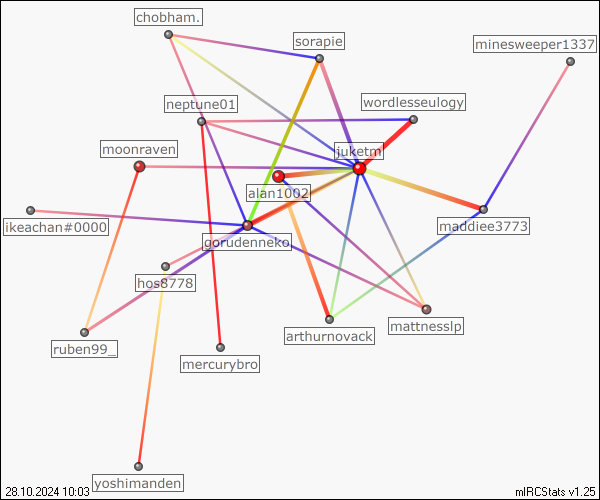 chobham.
sorapie
minesweeper1337
neptune01
wordlesseulogy
moonraven
juketm
alan1002
ikeachan#0000
maddiee3773
gorudenneko
hos8778
arthurnovack
mattnesslp
ruben99_
mercurybro
yoshimanden
28.10.2024 10:03
mIRCStats v1.25